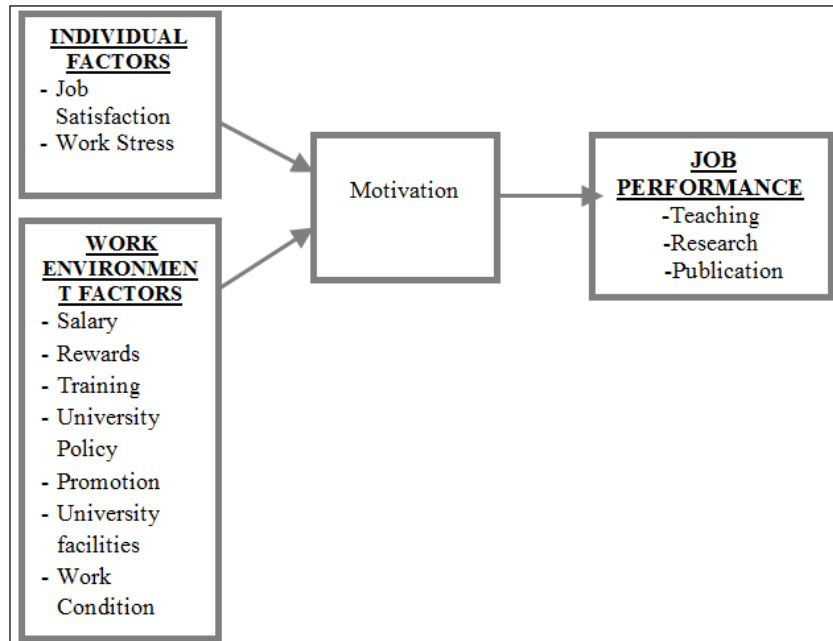 INDIVIDUAL
FACTORS
- Job
Satisfaction
- Work Stress
WORK
ENVIRONMEN
T FACTORS
- Salary
- Rewards
- Training
- University
Policy
- Promotion
- University
facilities
- Work
Condition
Motivation
JOB
PERFORMANCE
-Teaching
-Research
-Publication